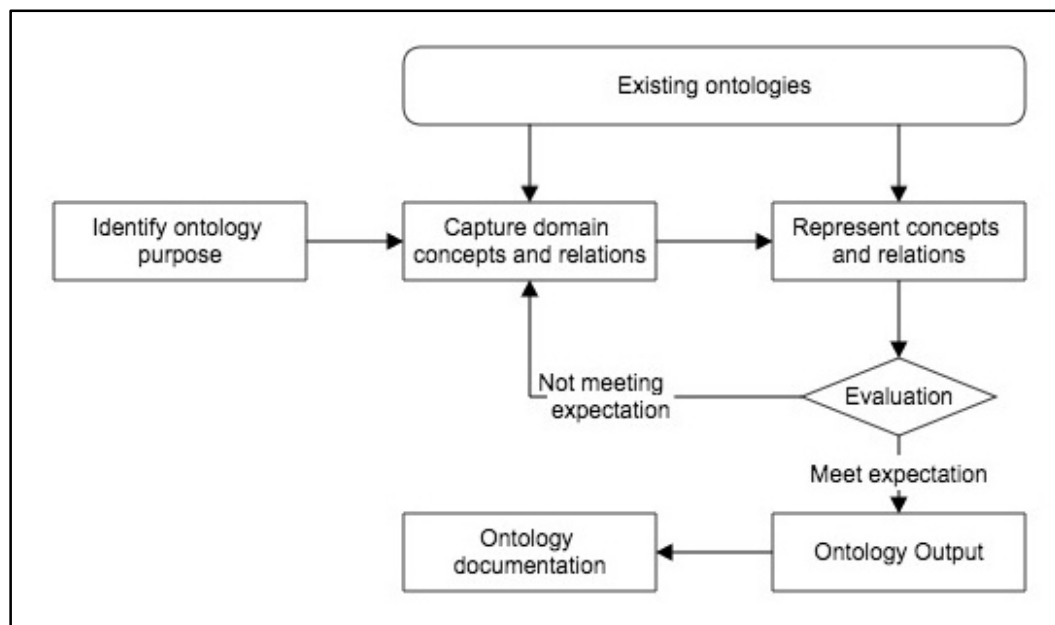 Existing ontologies
Identify ontology
purpose
Capture domain
concepts and relations
Represent concepts
and relations
Not meeting
expectation
Evaluation
Meet expectation
Ontology
documentation
Ontology Output